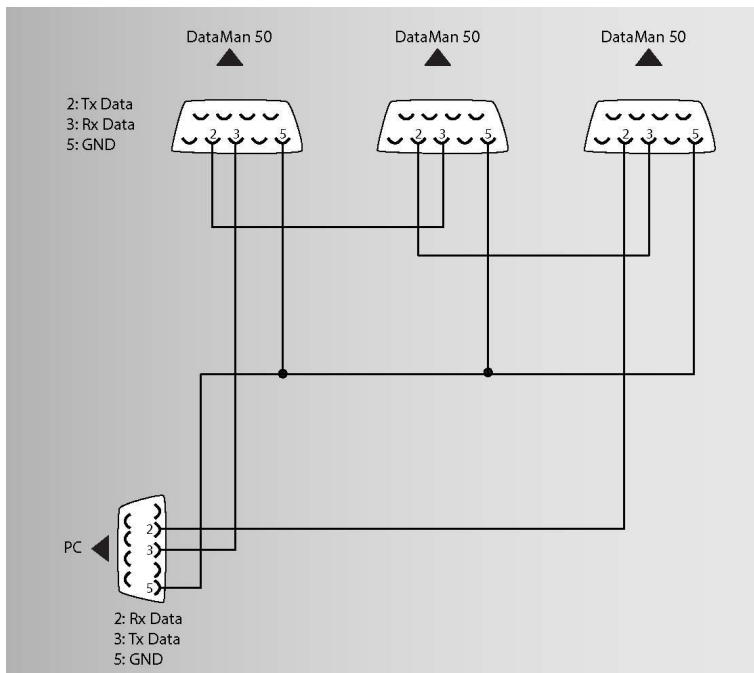 DataMan 50 DataMan 50 DataMan 50
2: Tx Data
3: Rx Data
5: GND
2 3 5 2 3 5 2 3 5
2
PC 3
5
2: Rx Data
3: Tx Data
5: GND